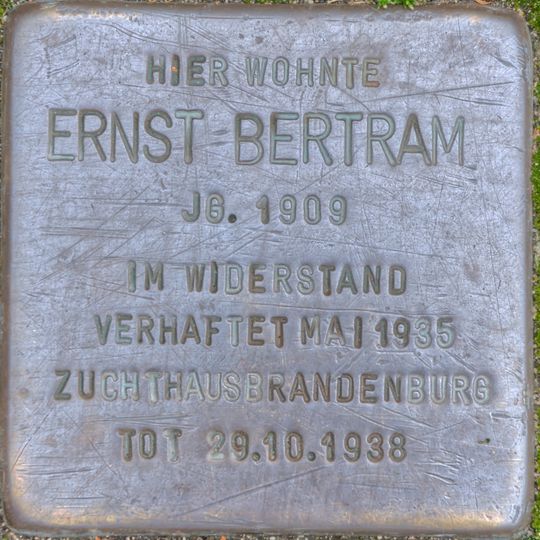 HIER WOHNTE
ERNST BERTRAM
JG. 1909
IM WIDERSTAND
VERHAFTET MAI 1935
ZUCHTHAUS BRANDENBURG
TOT 29.10.1938